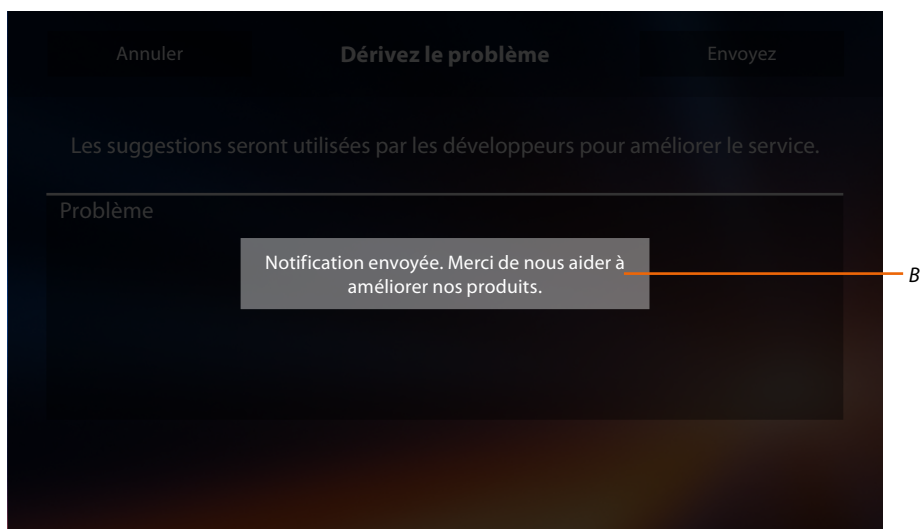 Annuler Dérivez le problème Envoyez
Les suggestions seront utilisées par les développeurs pour améliorer le service.
Problème
Notification envoyée. Merci de nous aider à
améliorer nos produits.
B